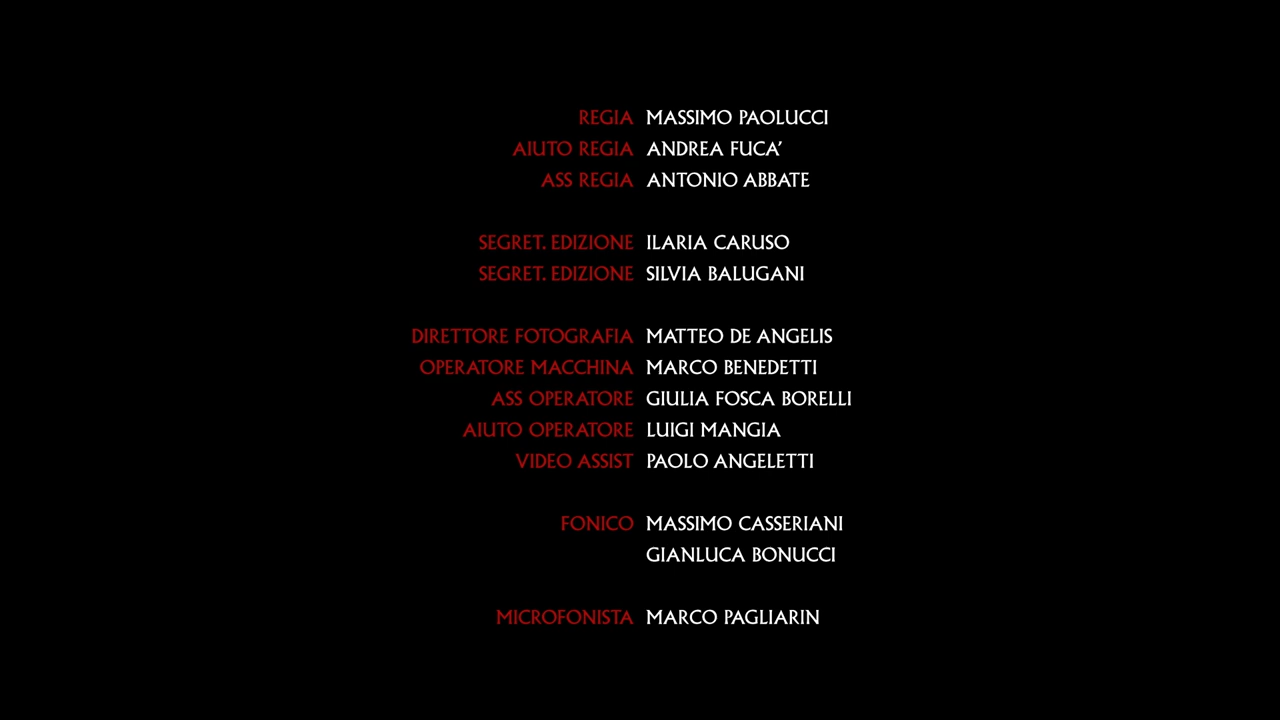 REGIA MASSIMO PAOLUCCI
AIUTO REGIA ANDREA FUCA'
ASS REGIA ANTONIO ABBATE
SEGRET. EDIZIONE ILARIA CARUSO
SEGRET. EDIZIONE SILVIA BALUGANI
DIRETTORE FOTOGRAFIA MATTEO DE ANGELIS
OPERATORE MACCHINA MARCO BENEDETTI
ASS OPERATORE GIULIA FOSCA BORELLI
AIUTO OPERATORE LUIGI MANGIA
VIDEO ASSIST PAOLO ANGELETTI
FONICO MASSIMO CASSERIANI
GIANLUCA BONUCCI
MICROFONISTA MARCO PAGLIARIN